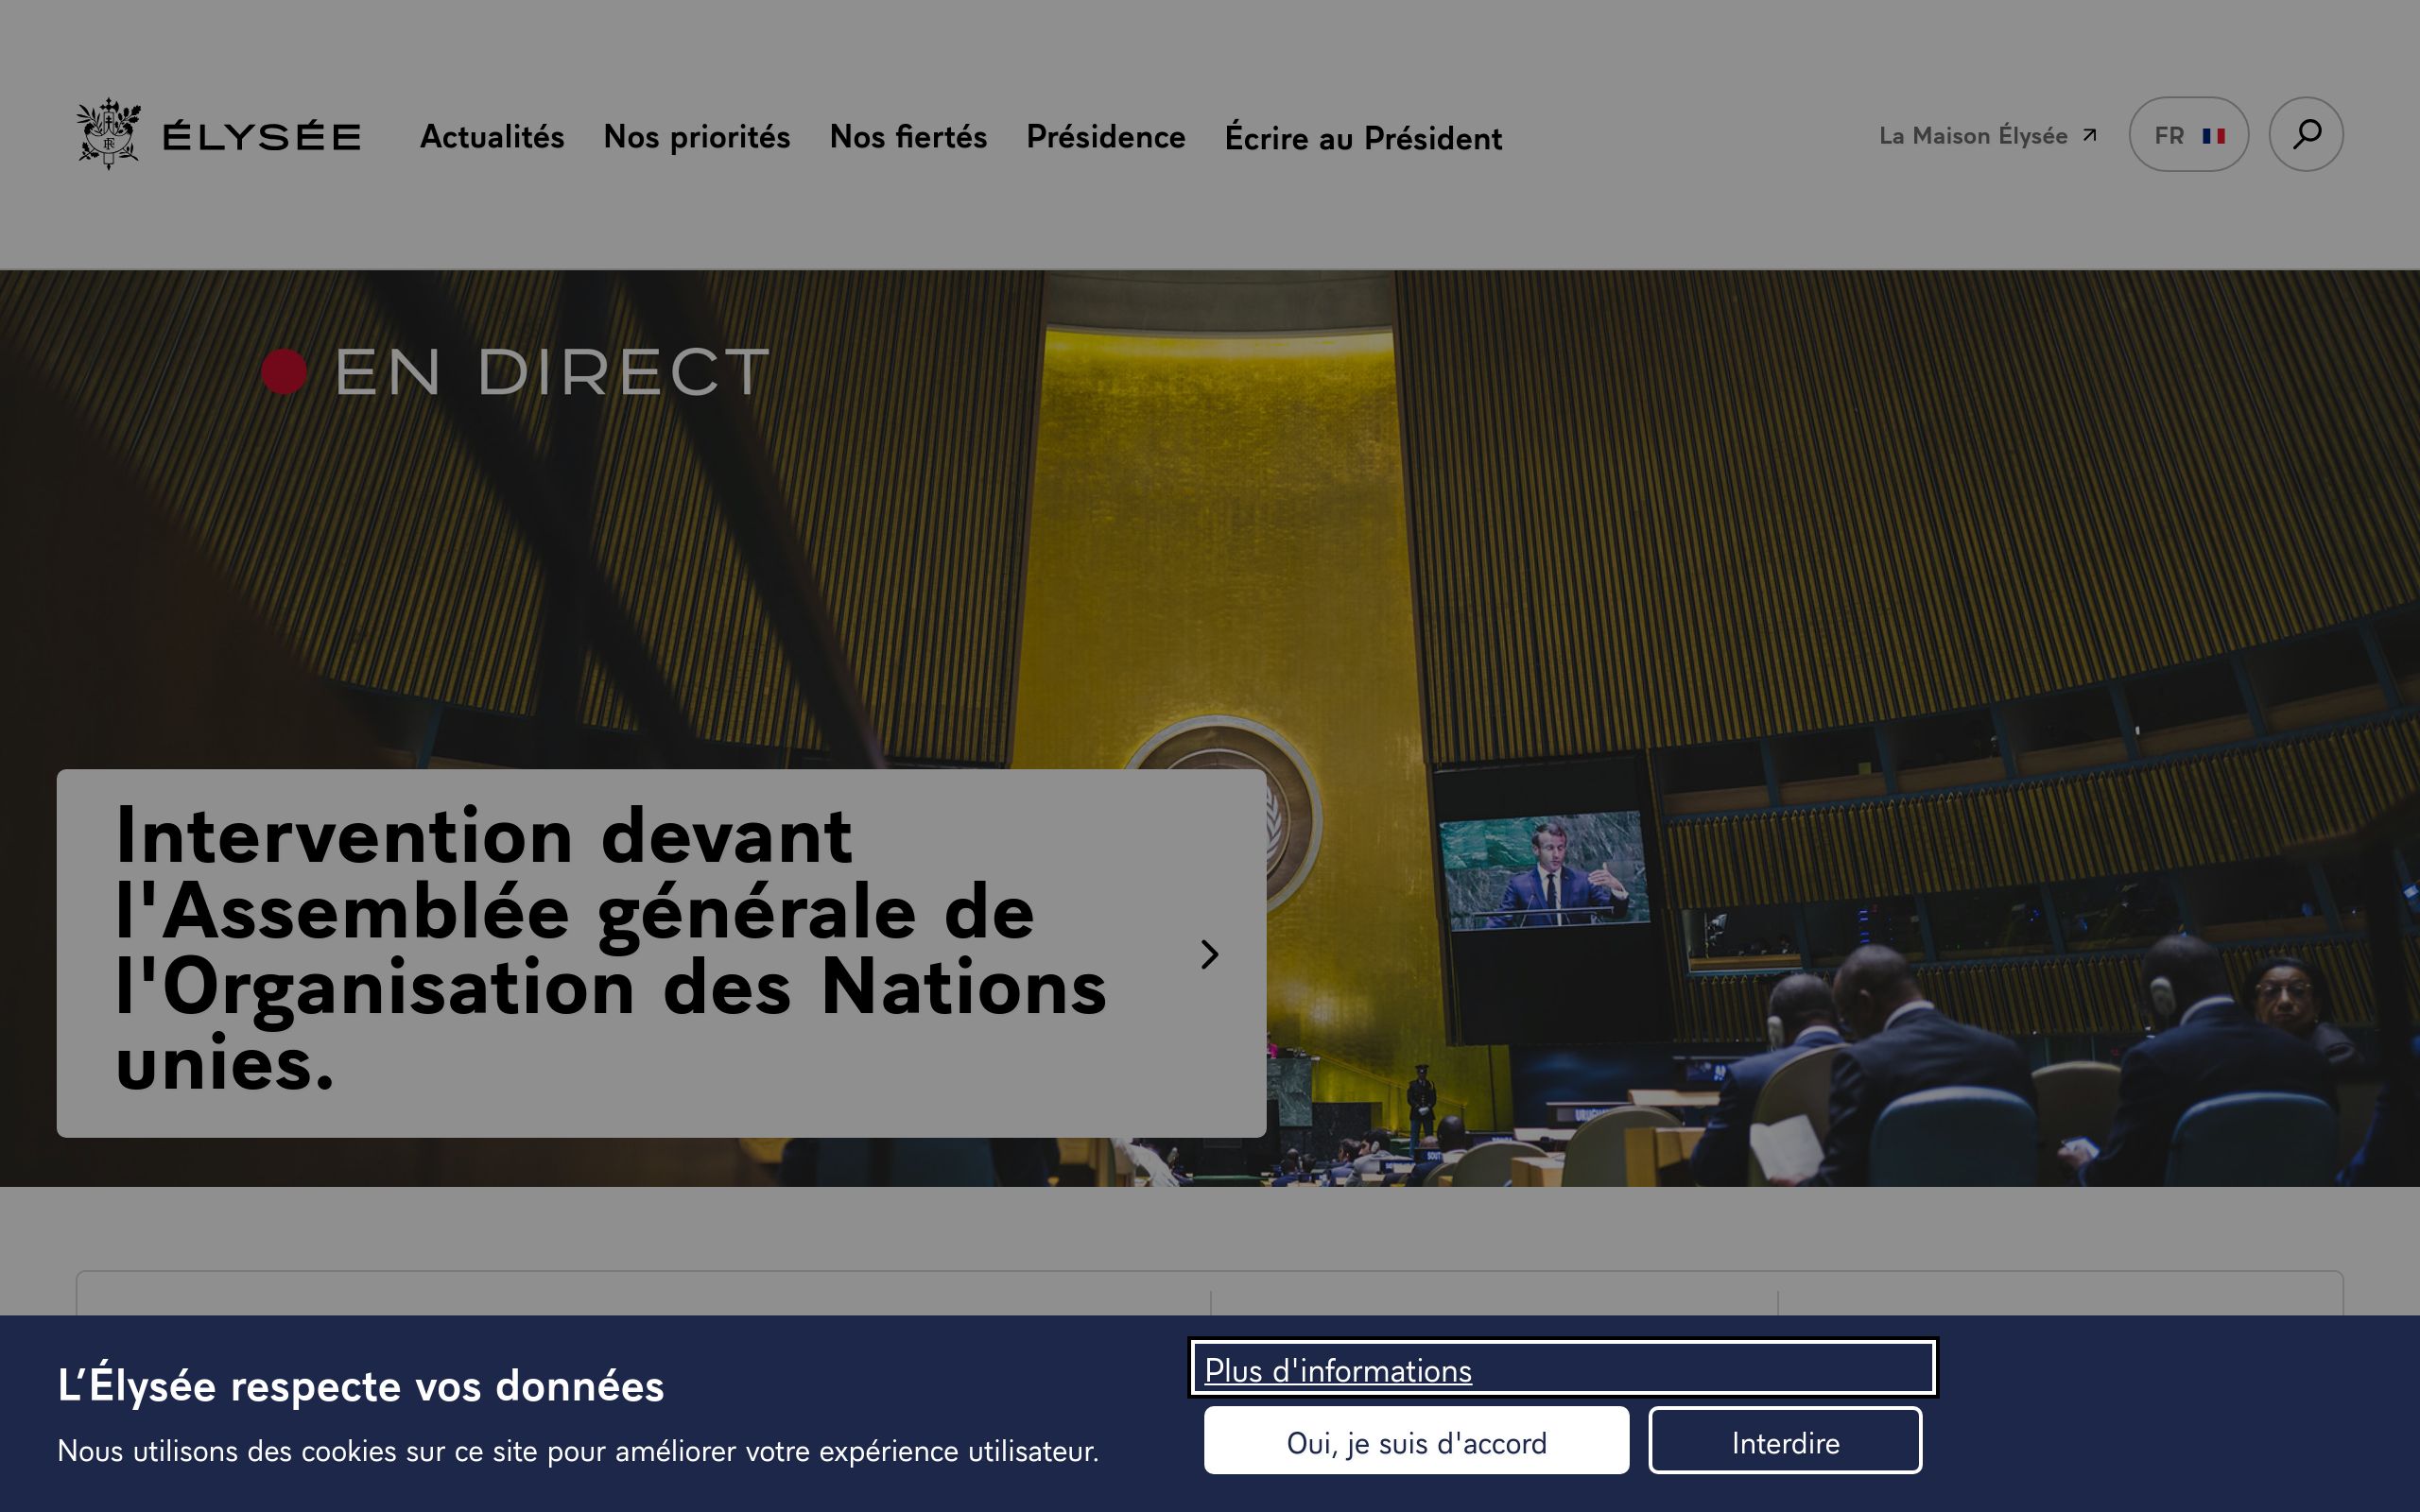 ÉLYSÉE
Actualités
Nos priorités
Nos fiertés
Présidence
Écrire au Président
La Maison Élysée
FR
EN DIRECT
Intervention devant
l'Assemblée générale de
l'Organisation des Nations
unies.
L’Élysée respecte vos données
Nous utilisons des cookies sur ce site pour améliorer votre expérience utilisateur.
Plus d'informations
Oui, je suis d'accord
Interdire